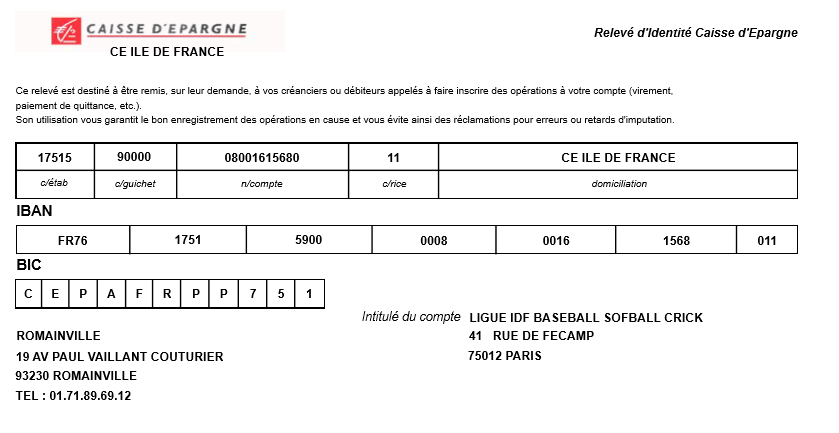 CAISSE D'EPARGNE
CE ILE DE FRANCE
Relevé d'Identité Caisse d'Epargne
Ce relevé est destiné à être remis, sur leur demande, à vos créanciers ou débiteurs appelés à faire inscrire des opérations à votre compte (virement,
paiement de quittance, etc.).
Son utilisation vous garantit le bon enregistrement des opérations en cause et vous évite ainsi des réclamations pour erreurs ou retards d'imputation.
17515 90000 08001615680 11 CE ILE DE FRANCE
c/étab c/guichet n/compte c/rice domiciliation
IBAN
FR76 1751 5900 0008 0016 1568 011
BIC
C E P A F R P P 7 5 1
Intitulé du compte LIGUE IDF BASEBALL SOFBALL CRICK
41 RUE DE FECAMP
75012 PARIS
ROMAINVILLE
19 AV PAUL VAILLANT COUTURIER
93230 ROMAINVILLE
TEL : 01.71.89.69.12